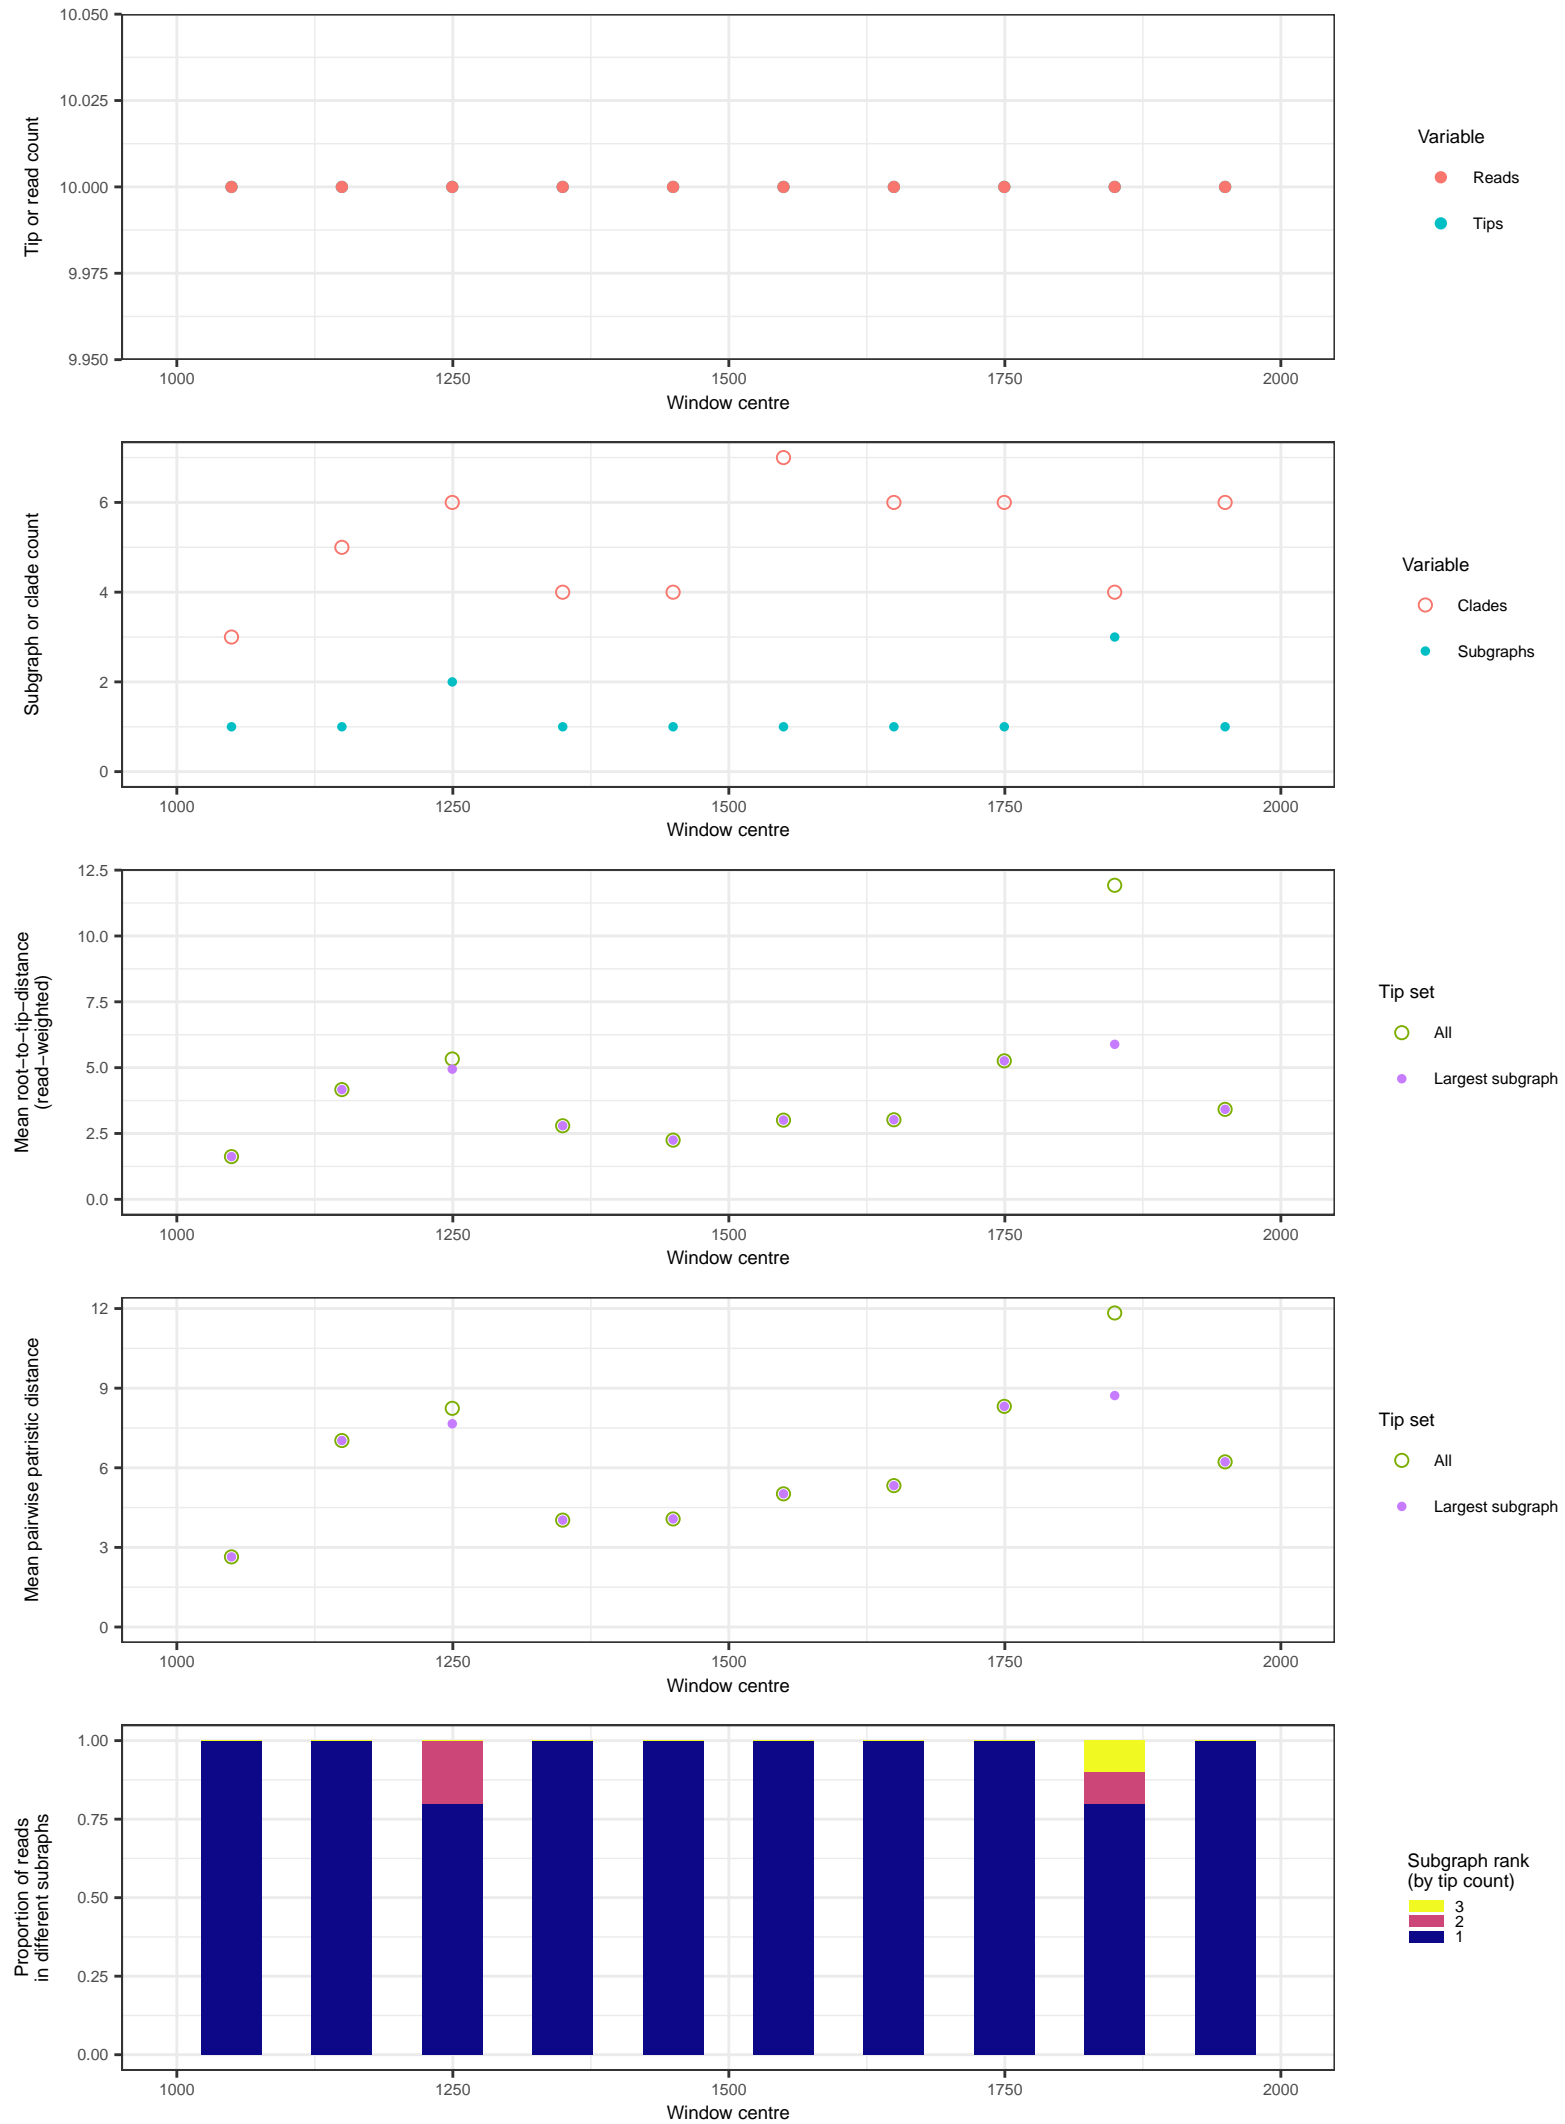 10.050
10.025
10.000
9.975
9.950
Tip or read count
1000 1250 1500 1750 2000
Window centre
Variable
Reads
Tips
6
4
2
0
Subgraph or clade count
1000 1250 1500 1750 2000
Window centre
Variable
Clades
Subgraphs
12.5
10.0
7.5
5.0
2.5
0.0
Mean root−to−tip−distance
(read−weighted)
1000 1250 1500 1750 2000
Window centre
Tip set
All
Largest subgraph
12
9
6
3
0
Mean pairwise patristic distance
1000 1250 1500 1750 2000
Window centre
Tip set
All
Largest subgraph
1.00
0.75
0.50
0.25
0.00
Proportion of reads
in different subraphs
1000 1250 1500 1750 2000
Window centre
Subgraph rank
(by tip count)
3
2
1